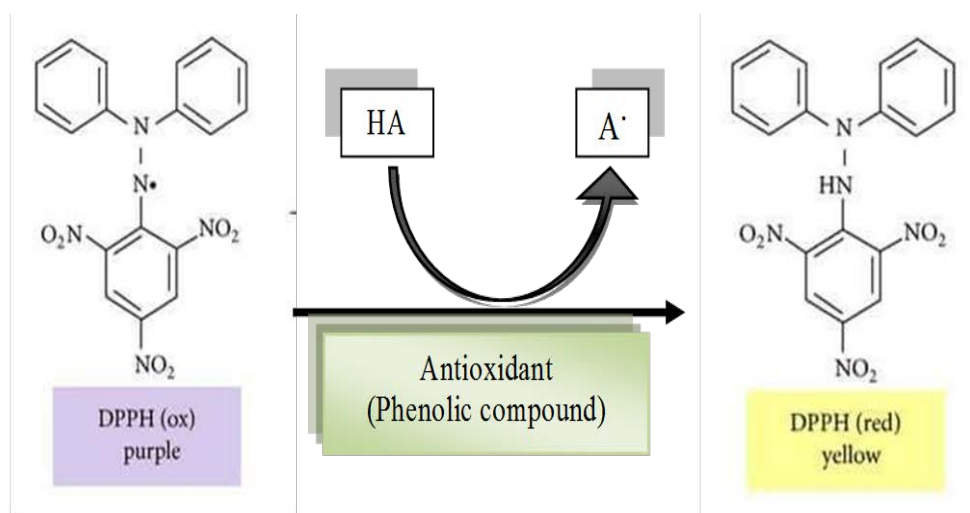 N
N•
O₂N
NO₂
NO₂
DPPH (ox)
purple
HA
A•
Antioxidant
(Phenolic compound)
N
HN
O₂N
NO₂
NO₂
DPPH (red)
yellow